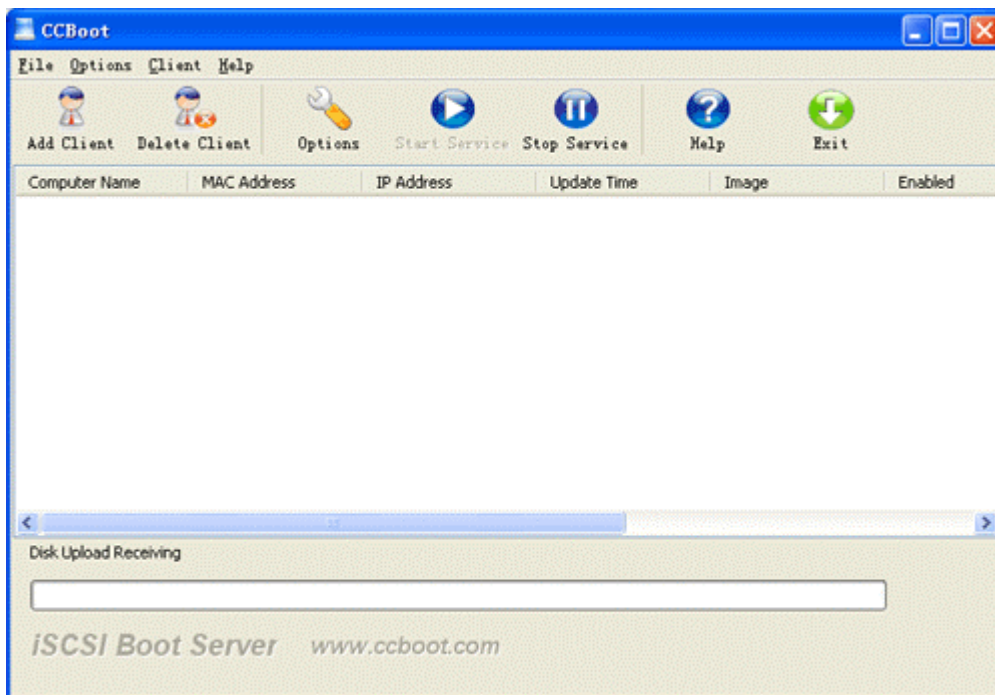 CCBoot
File Options Client Help
Add Client Delete Client Options Start Service Stop Service Help Exit
Computer Name MAC Address IP Address Update Time Image Enabled
Disk Upload Receiving
iSCSI Boot Server www.ccboot.com